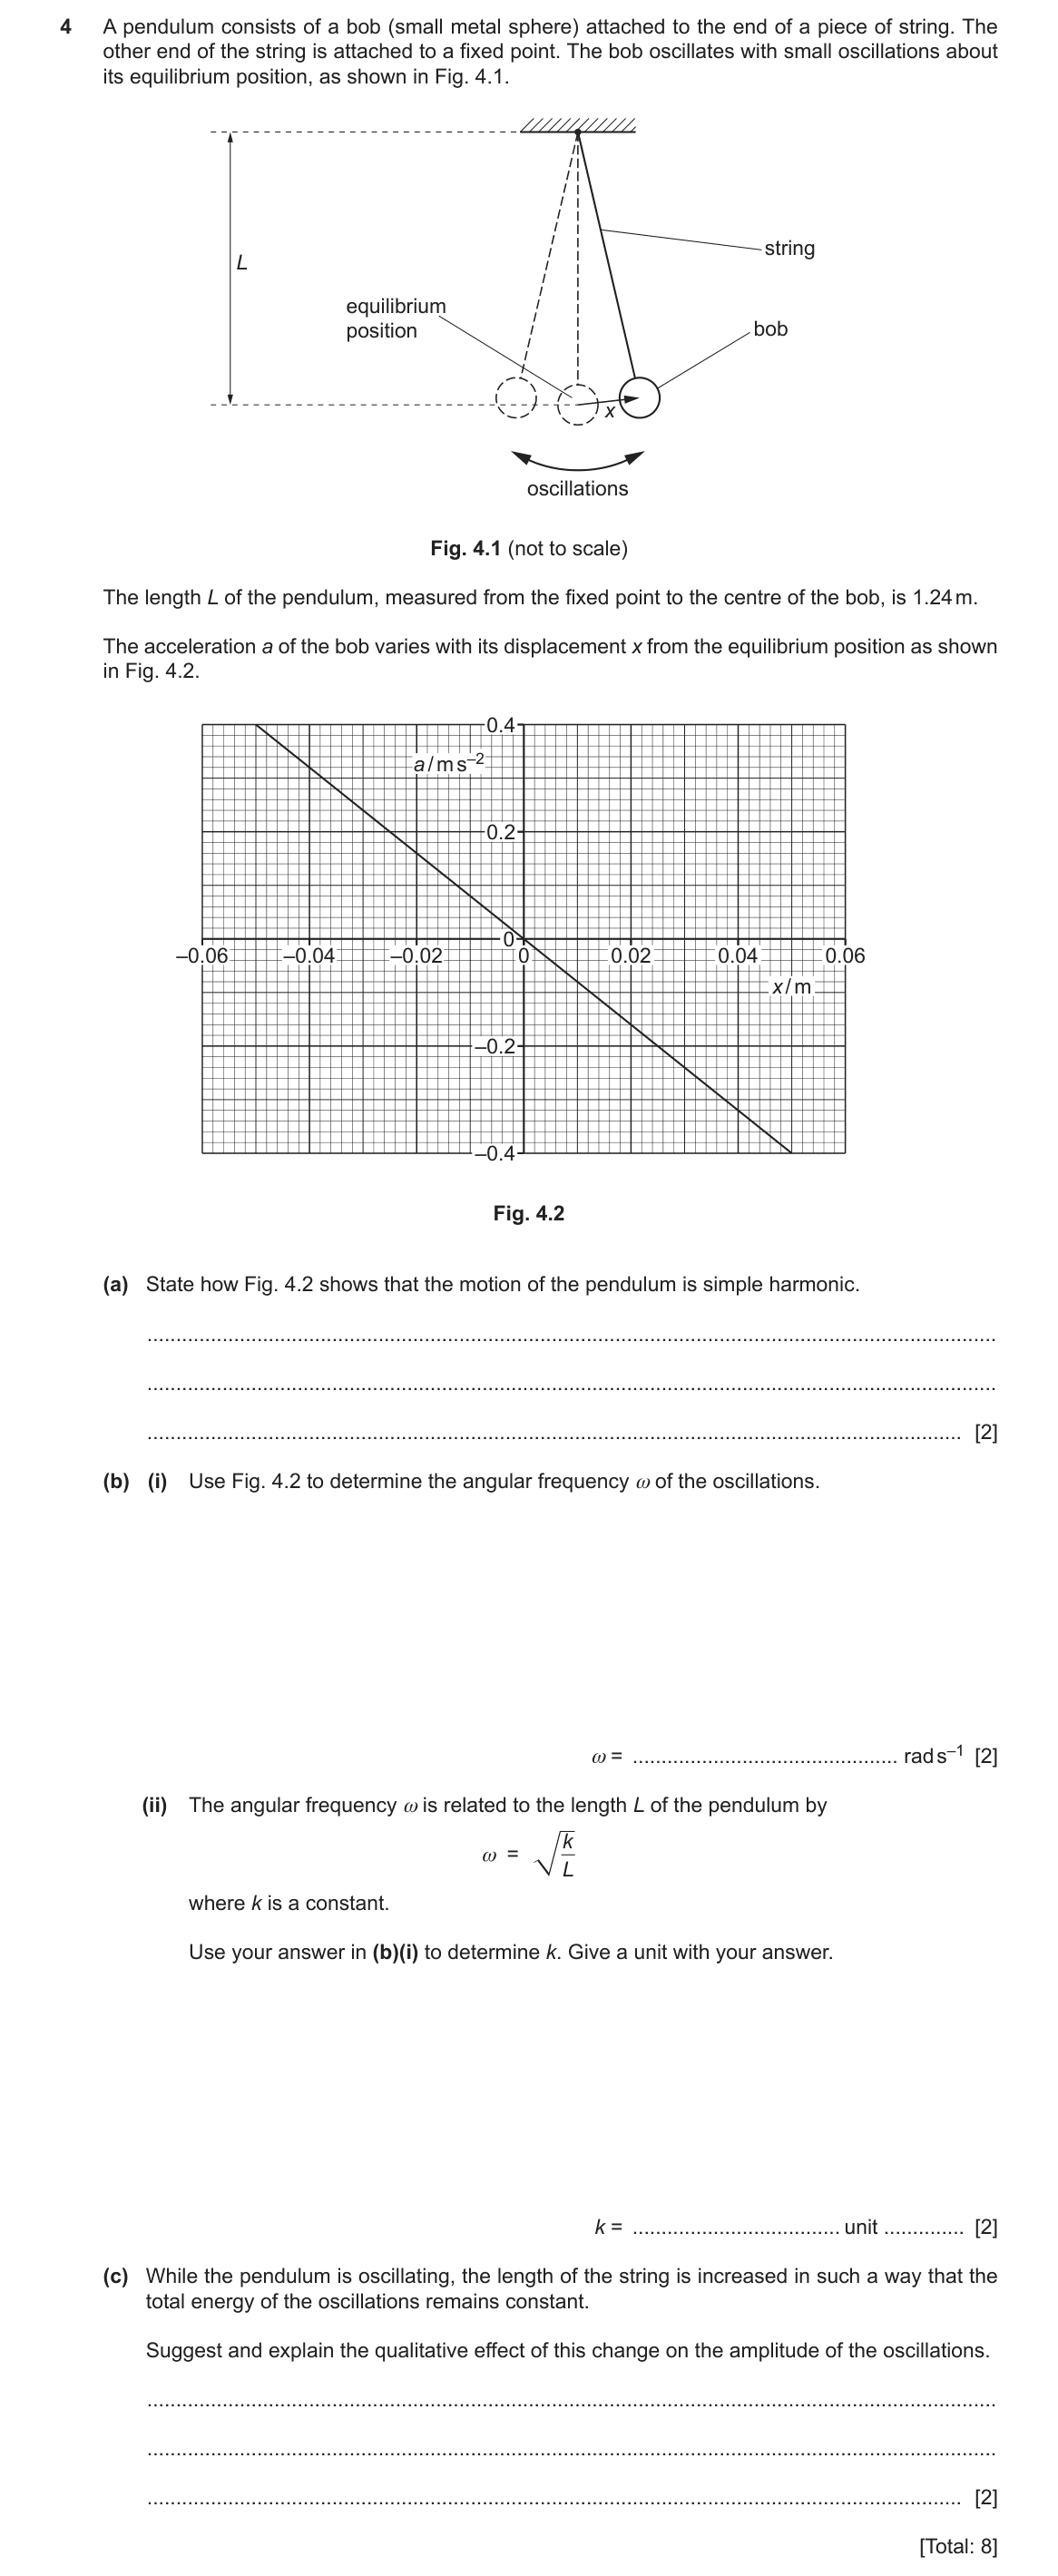 4 A pendulum consists of a bob (small metal sphere) attached to the end of a piece of string. The
other end of the string is attached to a fixed point. The bob oscillates with small oscillations about
its equilibrium position, as shown in Fig. 4.1.
L
string
equilibrium
position
bob
x
oscillations
Fig. 4.1 (not to scale)
The length L of the pendulum, measured from the fixed point to the centre of the bob, is 1.24 m.
The acceleration a of the bob varies with its displacement x from the equilibrium position as shown
in Fig. 4.2.
0.4
a / m s⁻²
0.2
0
–0.06 –0.04 –0.02 0 0.02 0.04 0.06
x / m
–0.2
–0.4
Fig. 4.2
(a) State how Fig. 4.2 shows that the motion of the pendulum is simple harmonic.
..........................................................................................................................
..........................................................................................................................
..................................................................................................................... [2]
(b) (i) Use Fig. 4.2 to determine the angular frequency ω of the oscillations.
ω = .............................................. rad s⁻¹ [2]
(ii) The angular frequency ω is related to the length L of the pendulum by
ω = √(k/L)
where k is a constant.
Use your answer in (b)(i) to determine k. Give a unit with your answer.
k = .................................... unit .............. [2]
(c) While the pendulum is oscillating, the length of the string is increased in such a way that the
total energy of the oscillations remains constant.
Suggest and explain the qualitative effect of this change on the amplitude of the oscillations.
..........................................................................................................................
..........................................................................................................................
..................................................................................................................... [2]
[Total: 8]